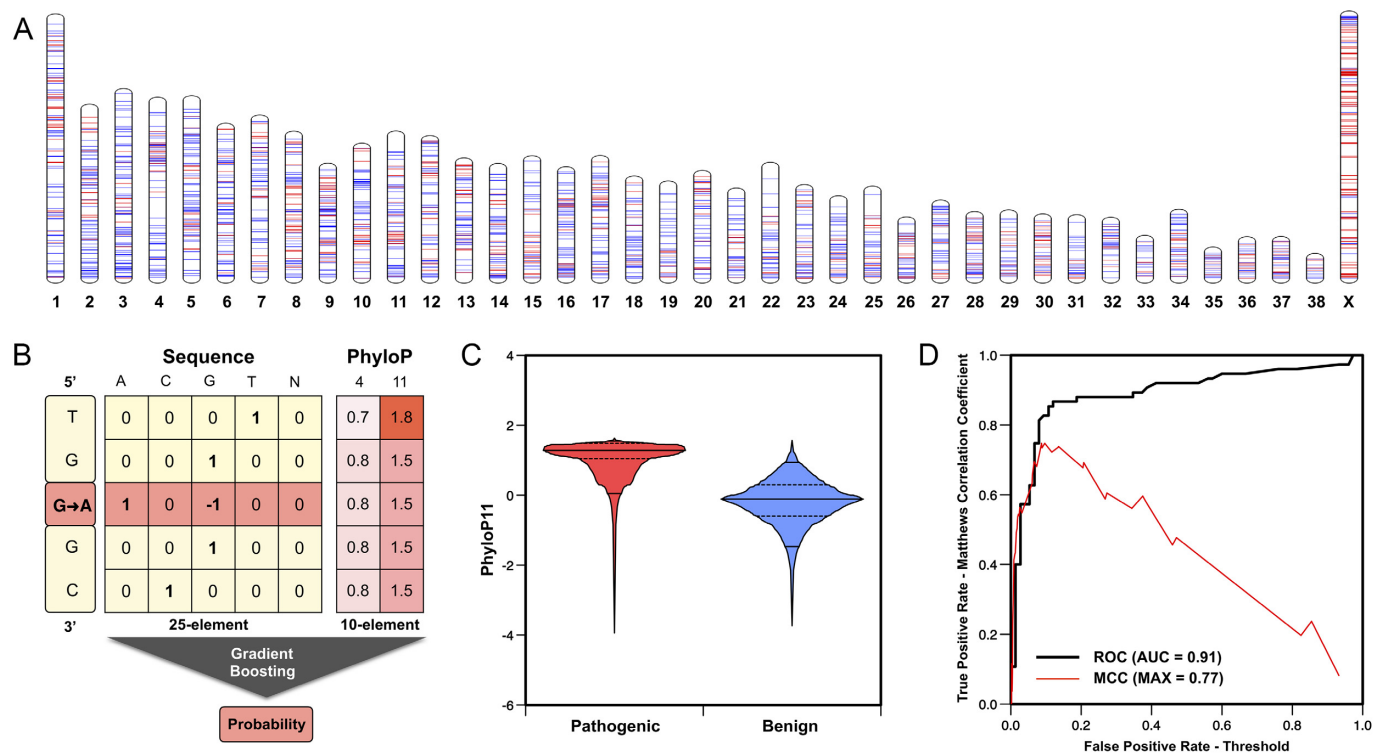 A
1 2 3 4 5 6 7 8 9 10 11 12 13 14 15 16 17 18 19 20 21 22 23 24 25 26 27 28 29 30 31 32 33 34 35 36 37 38 X
B
Sequence PhyloP
5' A C G T N 4 11
T 0 0 0 1 0 0.7 1.8
G 0 0 1 0 0 0.8 1.5
G→A 1 0 -1 0 0 0.8 1.5
G 0 0 1 0 0 0.8 1.5
C 0 1 0 0 0 0.8 1.5
3' 25-element 10-element
Gradient
Boosting
Probability
C
PhyloP11
4
2
0
-2
-4
-6
Pathogenic Benign
D
True Positive Rate - Matthews Correlation Coefficient
1.0
0.8
0.6
0.4
0.2
0.0
ROC (AUC = 0.91)
MCC (MAX = 0.77)
0.0 0.2 0.4 0.6 0.8 1.0
False Positive Rate - Threshold